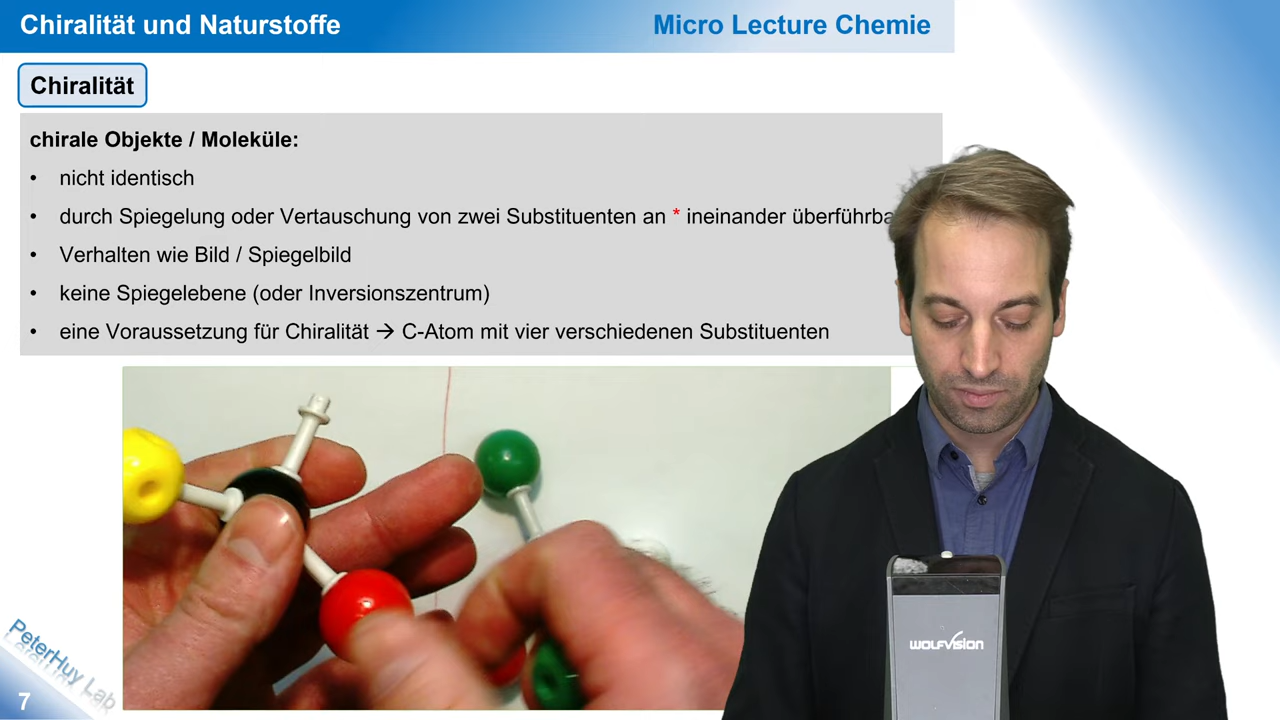 Chiralität und Naturstoffe
Micro Lecture Chemie
Chiralität
chirale Objekte / Moleküle:
• nicht identisch
• durch Spiegelung oder Vertauschung von zwei Substituenten an * ineinander
• Verhalten wie Bild / Spiegelbild
• keine Spiegelebene (oder Inversionszentrum)
• eine Voraussetzung für Chiralität → C-Atom mit vier verschiedenen Substituenten
WOLFVISION
PeterHuy Lab
7